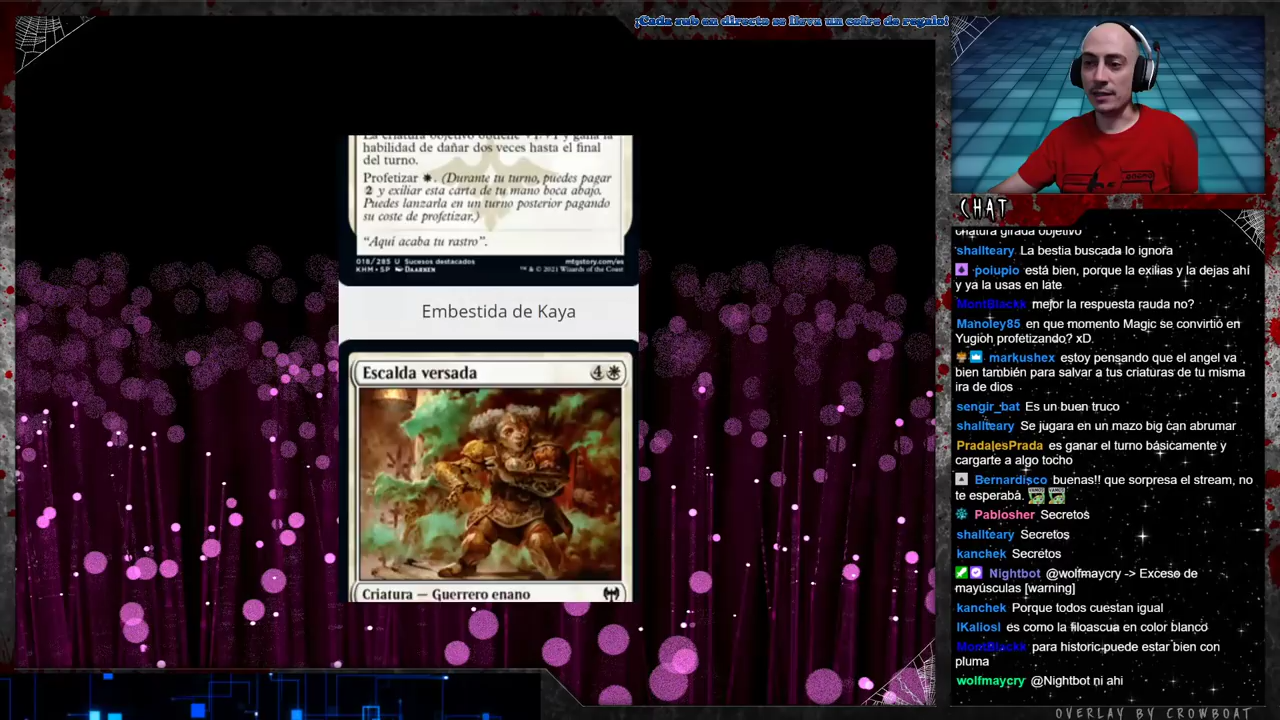 ¡Cada sub en directo se lleva un cofre de regalo!
La criatura objetivo obtiene +1/+1 y gana la
habilidad de dañar dos veces hasta el final
del turno.
Profetizar. (Durante tu turno, puedes pagar
2 y exiliar esta carta de tu mano boca abajo.
Puedes lanzarla en un turno posterior pagando
su coste de profetizar.)
“Aquí acaba tu rastro”.
018/285 U Sucesos destacados
KHM • SP DAARKEN
mtgstory.com/es
™ & © 2021 Wizards of the Coast
Embestida de Kaya
Escalda versada 4
Criatura — Guerrero enano
CHAT
criatura girada objetivo
shallteary La bestia buscada lo ignora
polupio está bien, porque la exilias y la dejas ahí
y ya la usas en late
MontBlackk mejor la respuesta rauda no?
Manoley85 en que momento Magic se convirtió en
Yugioh profetizando? xD
markushex estoy pensando que el angel va
bien también para salvar a tus criaturas de tu misma
ira de dios
sengir_bat Es un buen truco
shallteary Se jugara en un mazo big can abrumar
PradalesPrada es ganar el turno básicamente y
cargarte a algo tocho
Bernardisco buenas!! que sorpresa el stream, no
te esperaba.
Pablosher Secretos
shallteary Secretos
kanchek Secretos
Nightbot @wolfmaycry -> Exceso de
mayúsculas [warning]
kanchek Porque todos cuestan igual
IKaliosI es como la filoascua en color blanco
MontBlackk para historic puede estar bien con
pluma
wolfmaycry @Nightbot ni ahi
OVERLAY BY CROWBOAT